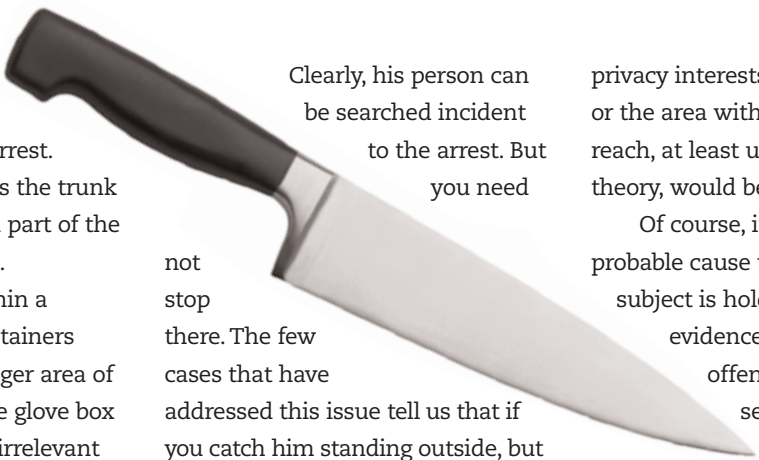 rrest.
s the trunk
part of the
.
hin a
tainers
ger area of
e glove box
irrelevant
Clearly, his person can
be searched incident
to the arrest. But
you need
not
stop
there. The few
cases that have
addressed this issue tell us that if
you catch him standing outside, but
privacy interests
or the area with
reach, at least u
theory, would be
Of course, i
probable cause
subject is hol
evidence
offen
se